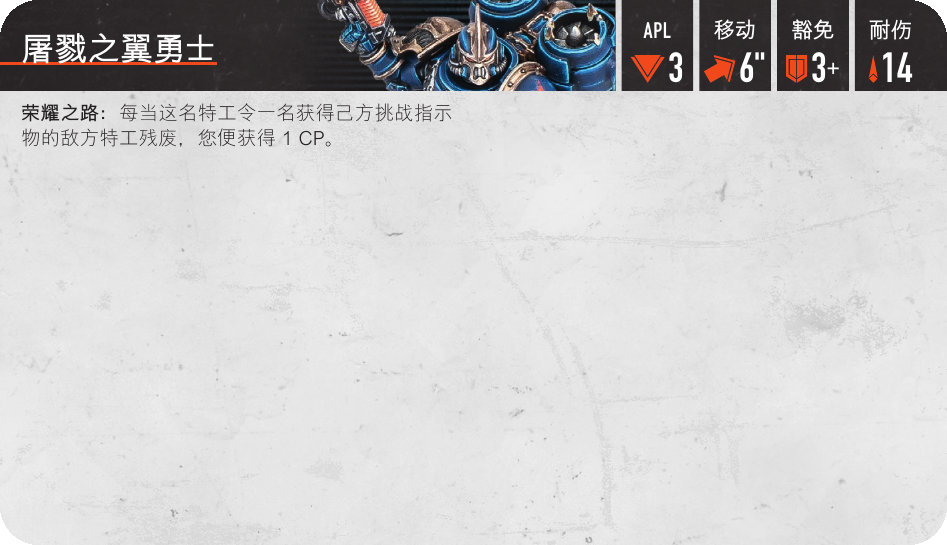 屠戮之翼勇士
APL
3
移动
6"
豁免
3+
耐伤
14
荣耀之路：每当这名特工令一名获得己方挑战指示
物的敌方特工残废，您便获得 1 CP。